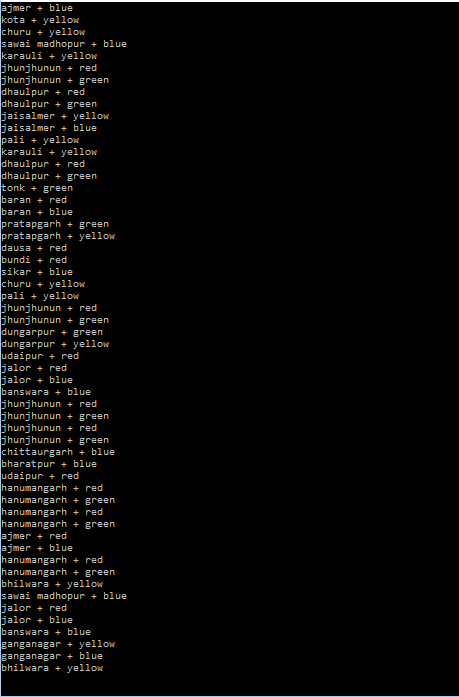 ajmer + blue
kota + yellow
churu + yellow
sawai madhopur + blue
karauli + yellow
jhunjhunun + red
jhunjhunun + green
dhaulpur + red
dhaulpur + green
jaisalmer + yellow
jaisalmer + blue
pali + yellow
karauli + yellow
dhaulpur + red
dhaulpur + green
tonk + green
baran + red
baran + blue
pratapgarh + green
pratapgarh + yellow
dausa + red
bundi + red
sikar + blue
churu + yellow
pali + yellow
jhunjhunun + red
jhunjhunun + green
dungarpur + green
dungarpur + yellow
udaipur + red
jalor + red
jalor + blue
banswara + blue
jhunjhunun + red
jhunjhunun + green
jhunjhunun + red
jhunjhunun + green
chittaurgarh + blue
bharatpur + blue
udaipur + red
hanumangarh + red
hanumangarh + green
hanumangarh + red
hanumangarh + green
ajmer + red
ajmer + blue
hanumangarh + red
hanumangarh + green
bhilwara + yellow
sawai madhopur + blue
jalor + red
jalor + blue
banswara + blue
ganganagar + yellow
ganganagar + blue
bhilwara + yellow